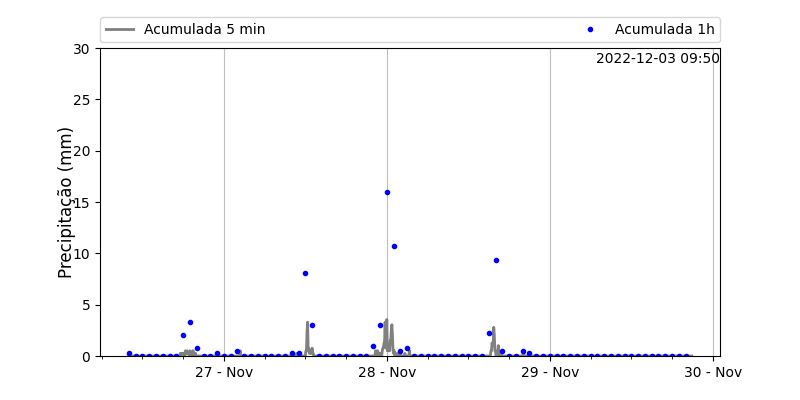 Acumulada 5 min
Acumulada 1h
2022-12-03 09:50
Precipitação (mm)
30
25
20
15
10
5
0
27 - Nov
28 - Nov
29 - Nov
30 - Nov